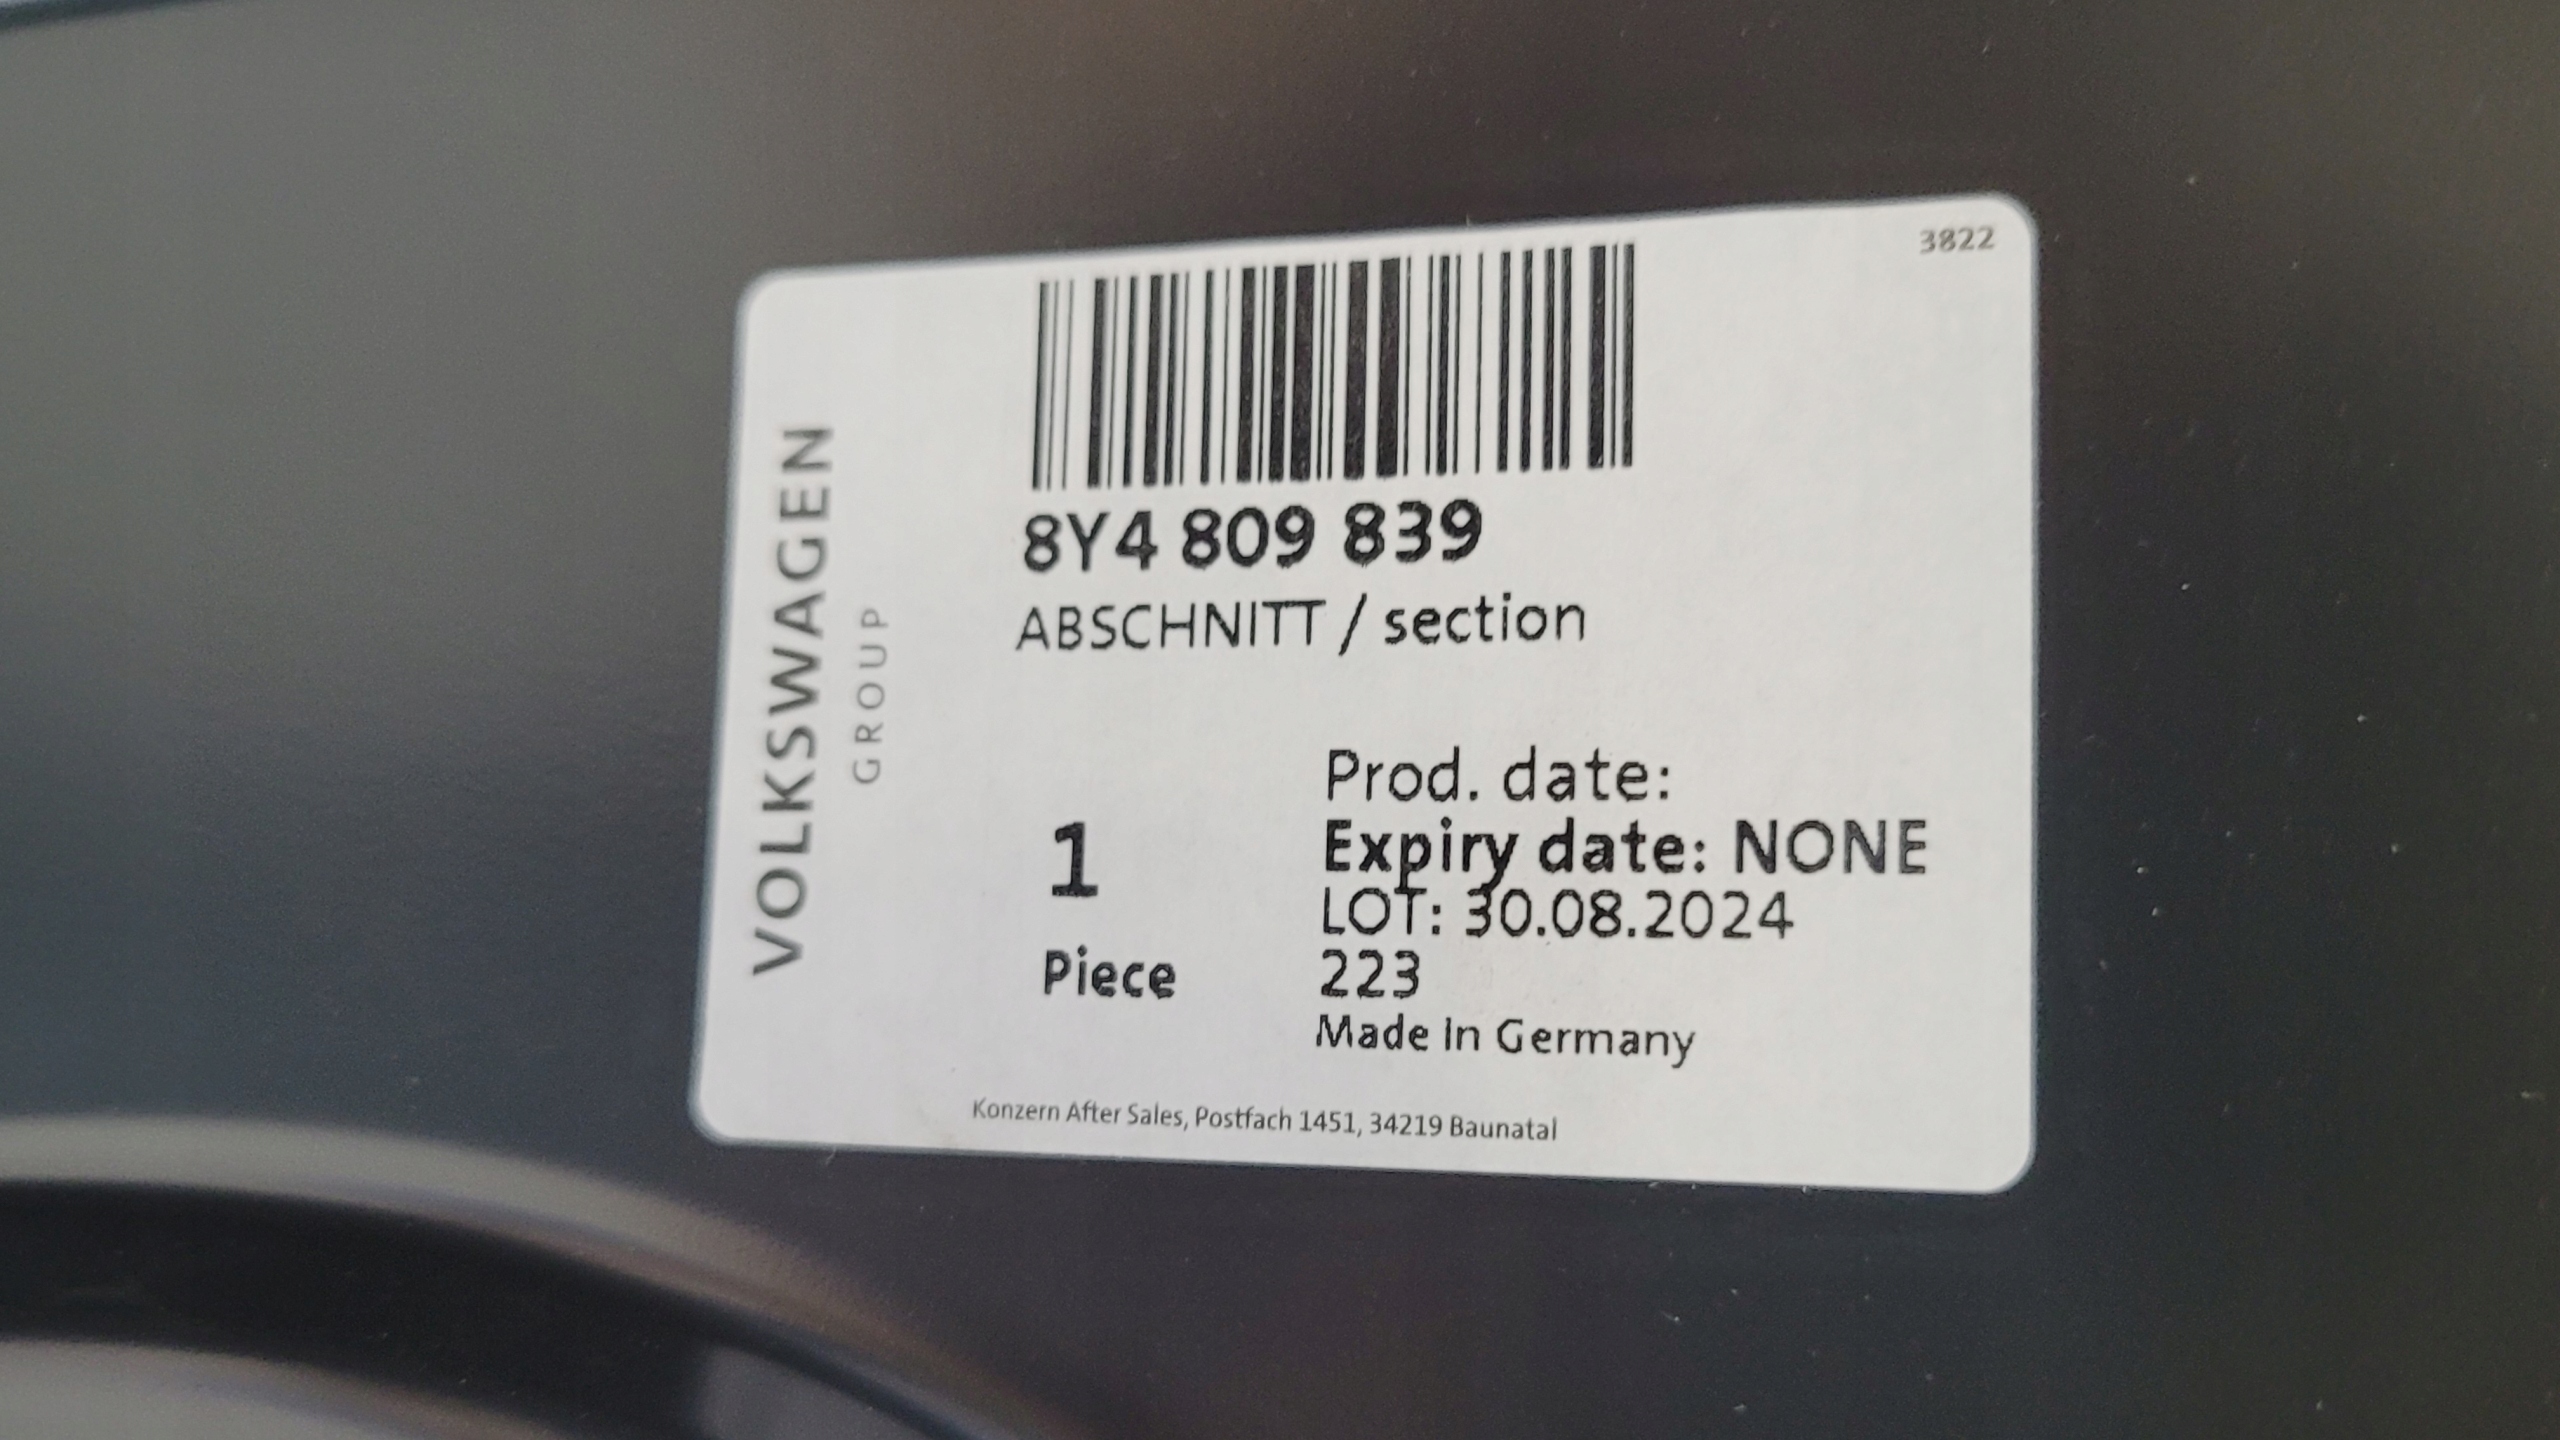 3822
VOLKSWAGEN
GROUP
8Y4 809 839
ABSCHNITT / section
1
Piece
Prod. date:
Expiry date: NONE
LOT: 30.08.2024
223
Made In Germany
Konzern After Sales, Postfach 1451, 34219 Baunatal